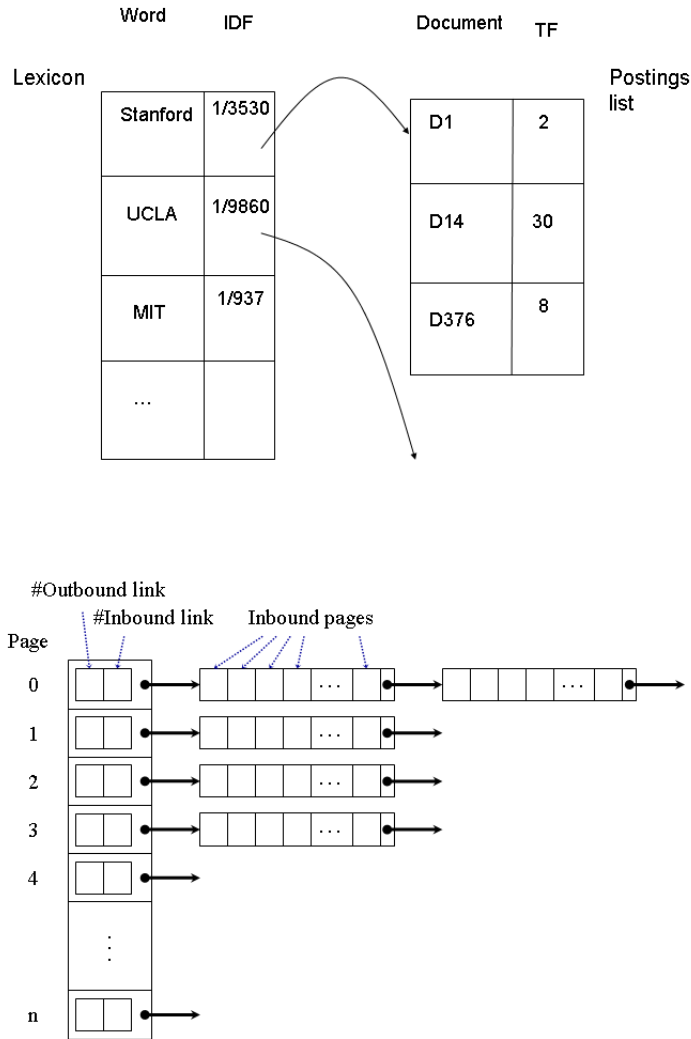 Word IDF Document TF
Lexicon
Postings
list
Stanford 1/3530 D1 2
UCLA 1/9860 D14 30
MIT 1/937 D376 8
...
#Outbound link
#Inbound link Inbound pages
Page
0 ... ...
1 ...
2 ...
3 ...
4
⋮
n